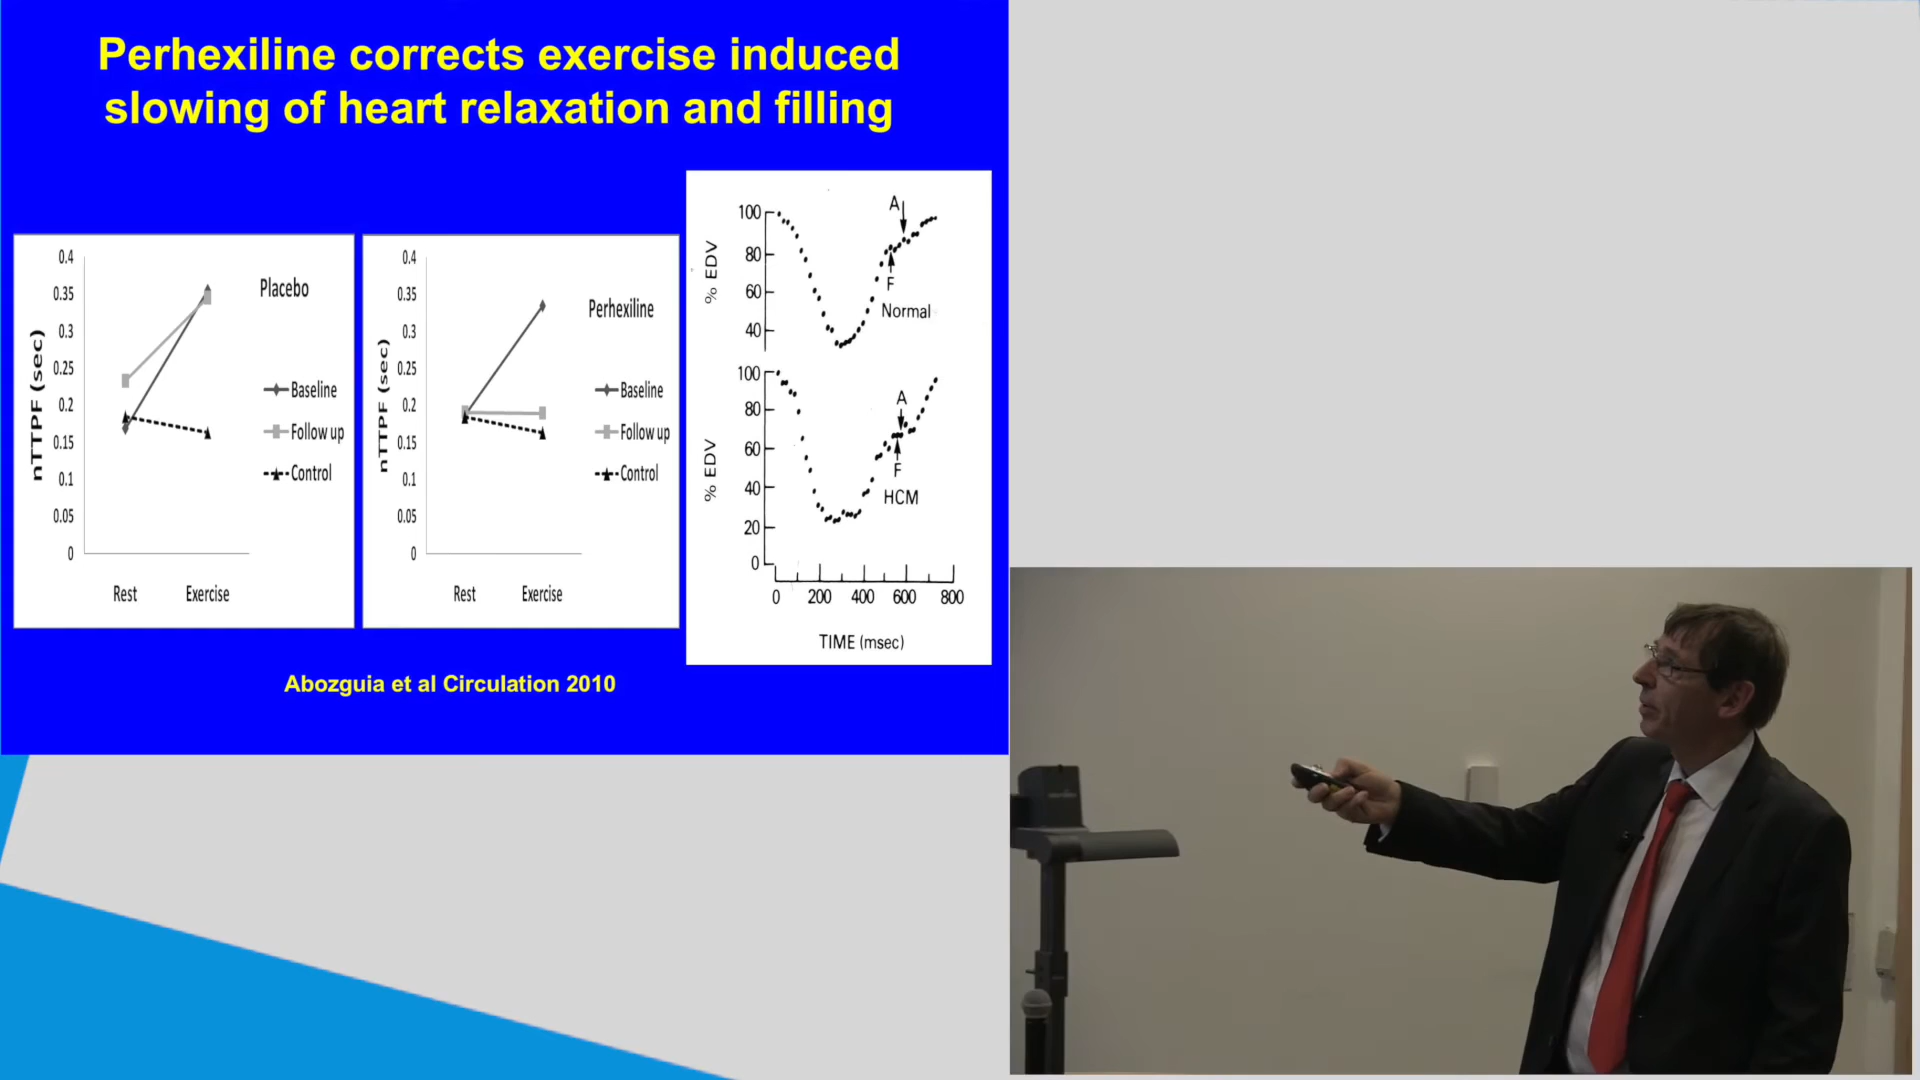 Perhexiline corrects exercise induced
slowing of heart relaxation and filling
0.4
0.35
0.3
0.25
0.2
0.15
0.1
0.05
0
nTTPF (sec)
Placebo
Baseline
Follow up
Control
Rest
Exercise
0.4
0.35
0.3
0.25
0.2
0.15
0.1
0.05
0
nTTPF (sec)
Perhexiline
Baseline
Follow up
Control
Rest
Exercise
100
80
60
40
% EDV
A
F
Normal
100
80
60
40
20
0
% EDV
A
F
HCM
0 200 400 600 800
TIME (msec)
Abozguia et al Circulation 2010